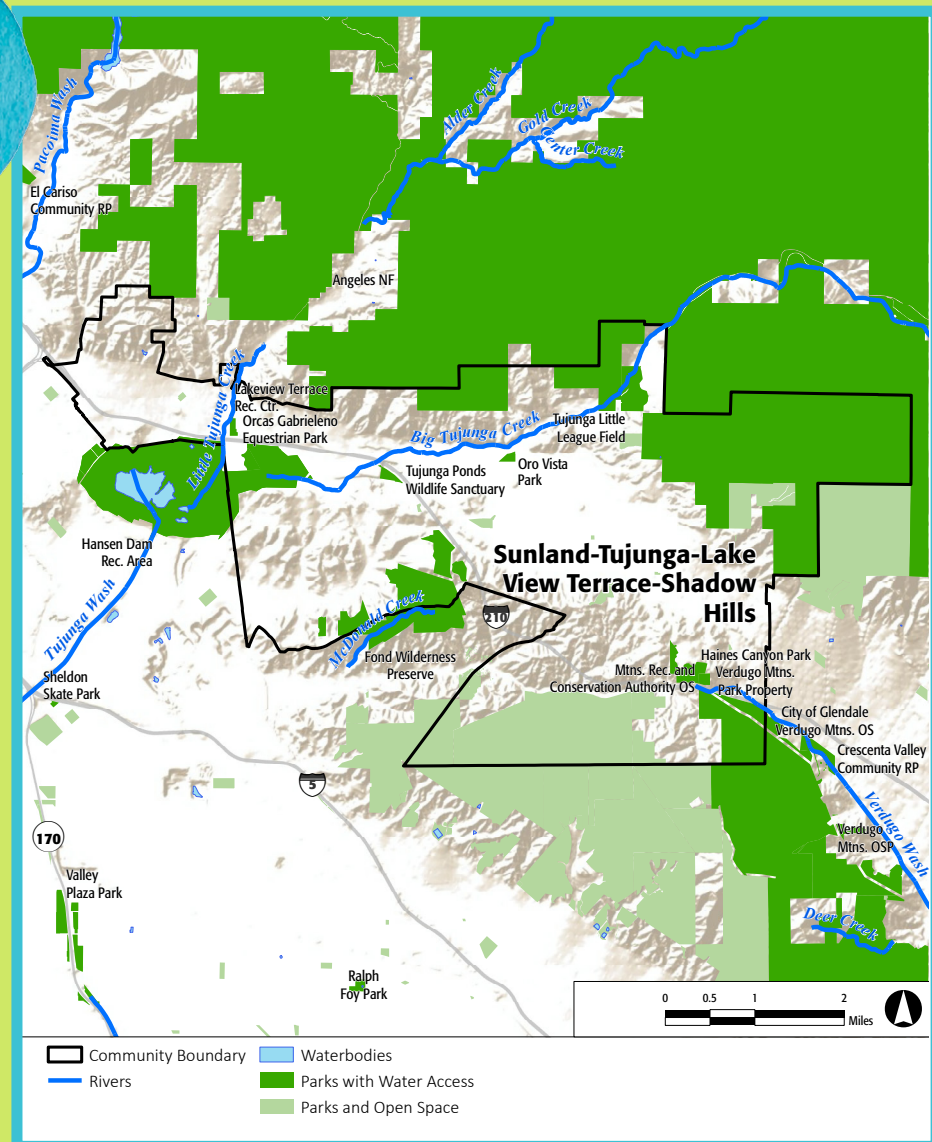 Pacoima Wash
Alder Creek
Gold Creek
Center Creek
El Cariso
Community RP
Angeles NF
Little Tujunga Creek
Lakeview Terrace
Rec. Ctr.
Orcas Gabrieleno
Equestrian Park
Big Tujunga Creek
Tujunga Little
League Field
Tujunga Ponds
Wildlife Sanctuary
Oro Vista
Park
Hansen Dam
Rec. Area
Sunland-Tujunga-Lake
View Terrace-Shadow
Hills
Tujunga Wash
McDonald Creek
210
Fond Wilderness
Preserve
Sheldon
Skate Park
Mtns. Rec. and
Conservation Authority OS
Haines Canyon Park
Verdugo Mtns.
Park Property
City of Glendale
Verdugo Mtns. OS
Crescenta Valley
Community RP
5
Verdugo Wash
170
Verdugo
Mtns. OSP
Valley
Plaza Park
Deer Creek
Ralph
Foy Park
0 0.5 1 2
Miles
Community Boundary
Rivers
Waterbodies
Parks with Water Access
Parks and Open Space